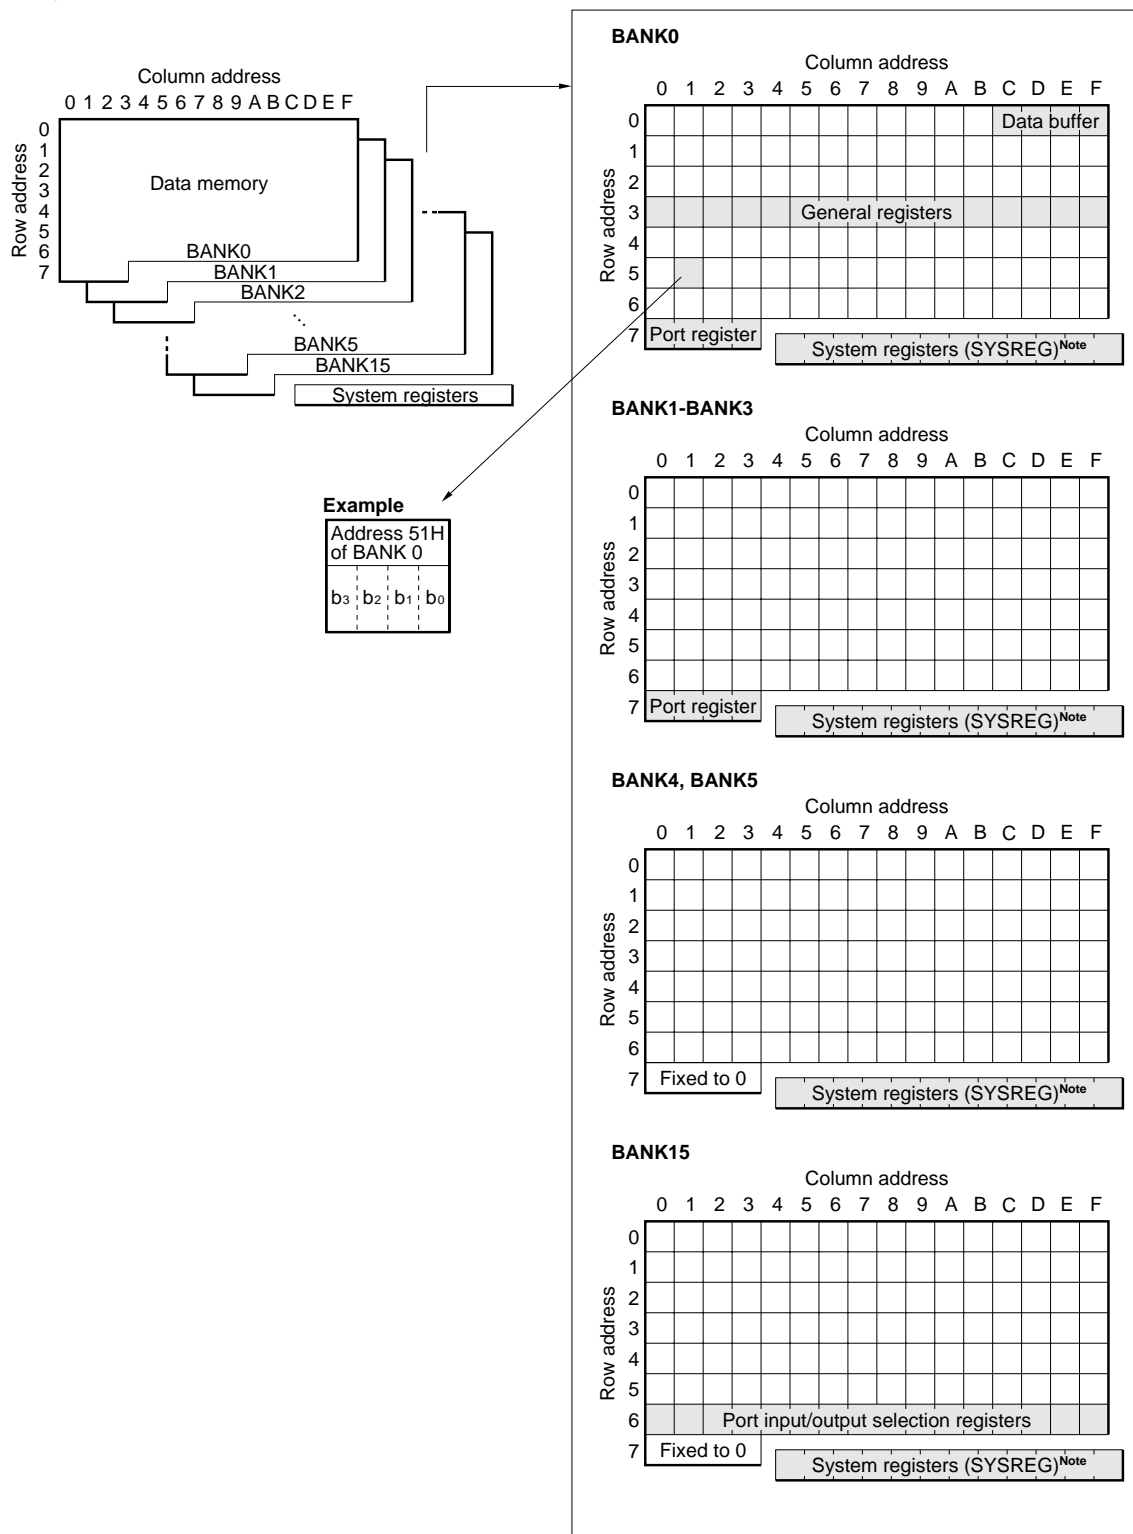 Column address
0 1 2 3 4 5 6 7 8 9 A B C D E F
Row address
0
1
2
3
4
5
6
7
Data memory
BANK0
BANK1
BANK2
BANK5
BANK15
System registers
Example
Address 51H
of BANK 0
b3 b2 b1 b0
BANK0
Column address
0 1 2 3 4 5 6 7 8 9 A B C D E F
Row address
0
Data buffer
1
2
3
General registers
4
5
6
7
Port register
System registers (SYSREG)Note
BANK1-BANK3
Column address
0 1 2 3 4 5 6 7 8 9 A B C D E F
Row address
0
1
2
3
4
5
6
7
Port register
System registers (SYSREG)Note
BANK4, BANK5
Column address
0 1 2 3 4 5 6 7 8 9 A B C D E F
Row address
0
1
2
3
4
5
6
7
Fixed to 0
System registers (SYSREG)Note
BANK15
Column address
0 1 2 3 4 5 6 7 8 9 A B C D E F
Row address
0
1
2
3
4
5
6
Port input/output selection registers
7
Fixed to 0
System registers (SYSREG)Note